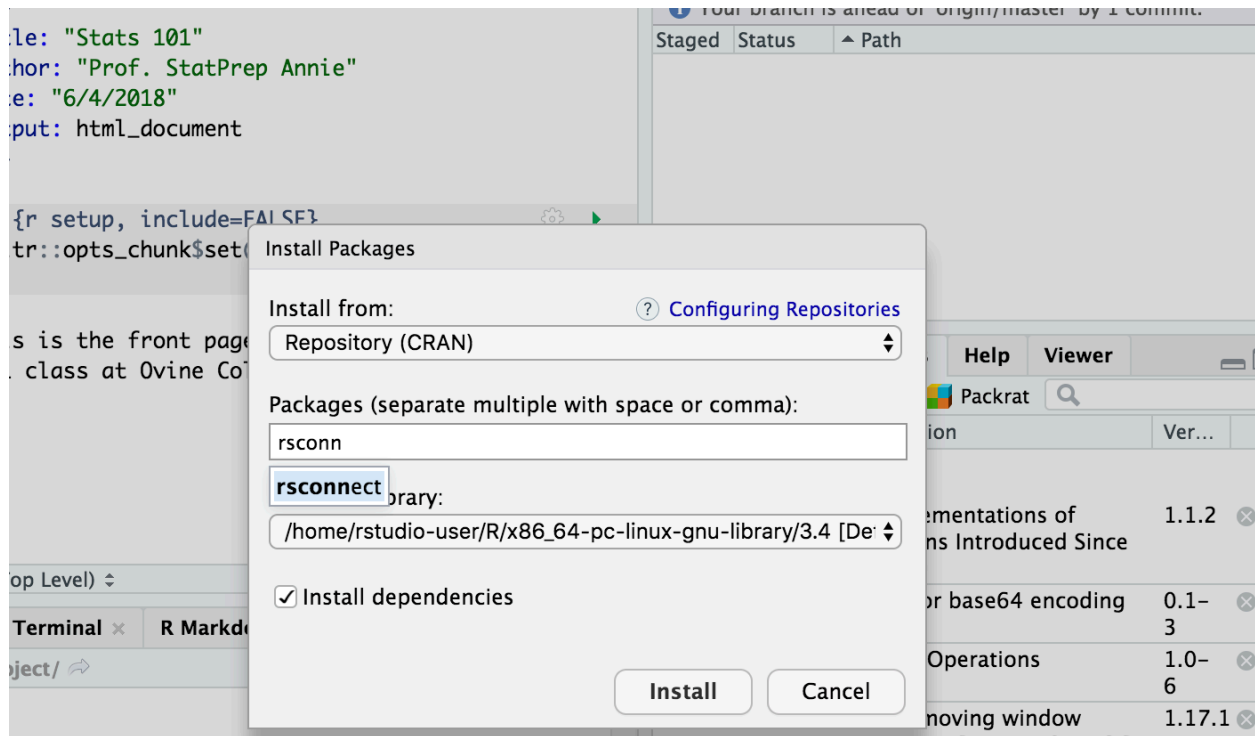 le: "Stats 101"
hor: "Prof. StatPrep Annie"
e: "6/4/2018"
put: html_document
{r setup, include=FALSE}
tr::opts_chunk$set(
s is the front page
class at Ovine Co
Your branch is ahead of 'origin/master' by 1 commit.
Staged Status Path
Install Packages
Install from:
? Configuring Repositories
Repository (CRAN)
Packages (separate multiple with space or comma):
rsconn
rsconnect
brary:
/home/rstudio-user/R/x86_64-pc-linux-gnu-library/3.4 [De
Install dependencies
Install Cancel
op Level)
Terminal R Markd
ject/
Help Viewer
Packrat
ion Ver...
ementations of 1.1.2
ns Introduced Since
or base64 encoding 0.1-
3
Operations 1.0-
6
moving window 1.17.1